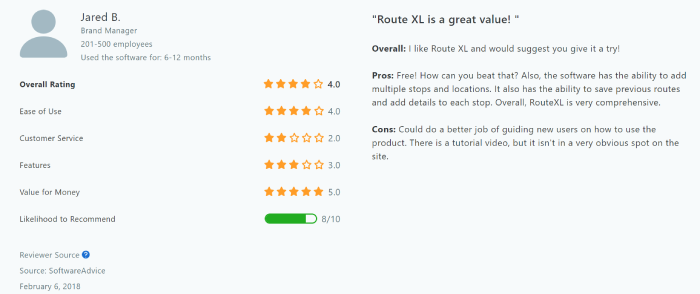 Jared B.
Brand Manager
201-500 employees
Used the software for: 6-12 months
Overall Rating 4.0
Ease of Use 4.0
Customer Service 2.0
Features 3.0
Value for Money 5.0
Likelihood to Recommend 8/10
Reviewer Source ?
Source: SoftwareAdvice
February 6, 2018
"Route XL is a great value! "
Overall: I like Route XL and would suggest you give it a try!
Pros: Free! How can you beat that? Also, the software has the ability to add
multiple stops and locations. It also has the ability to save previous routes
and add details to each stop. Overall, RouteXL is very comprehensive.
Cons: Could do a better job of guiding new users on how to use the
product. There is a tutorial video, but it isn't in a very obvious spot on the
site.